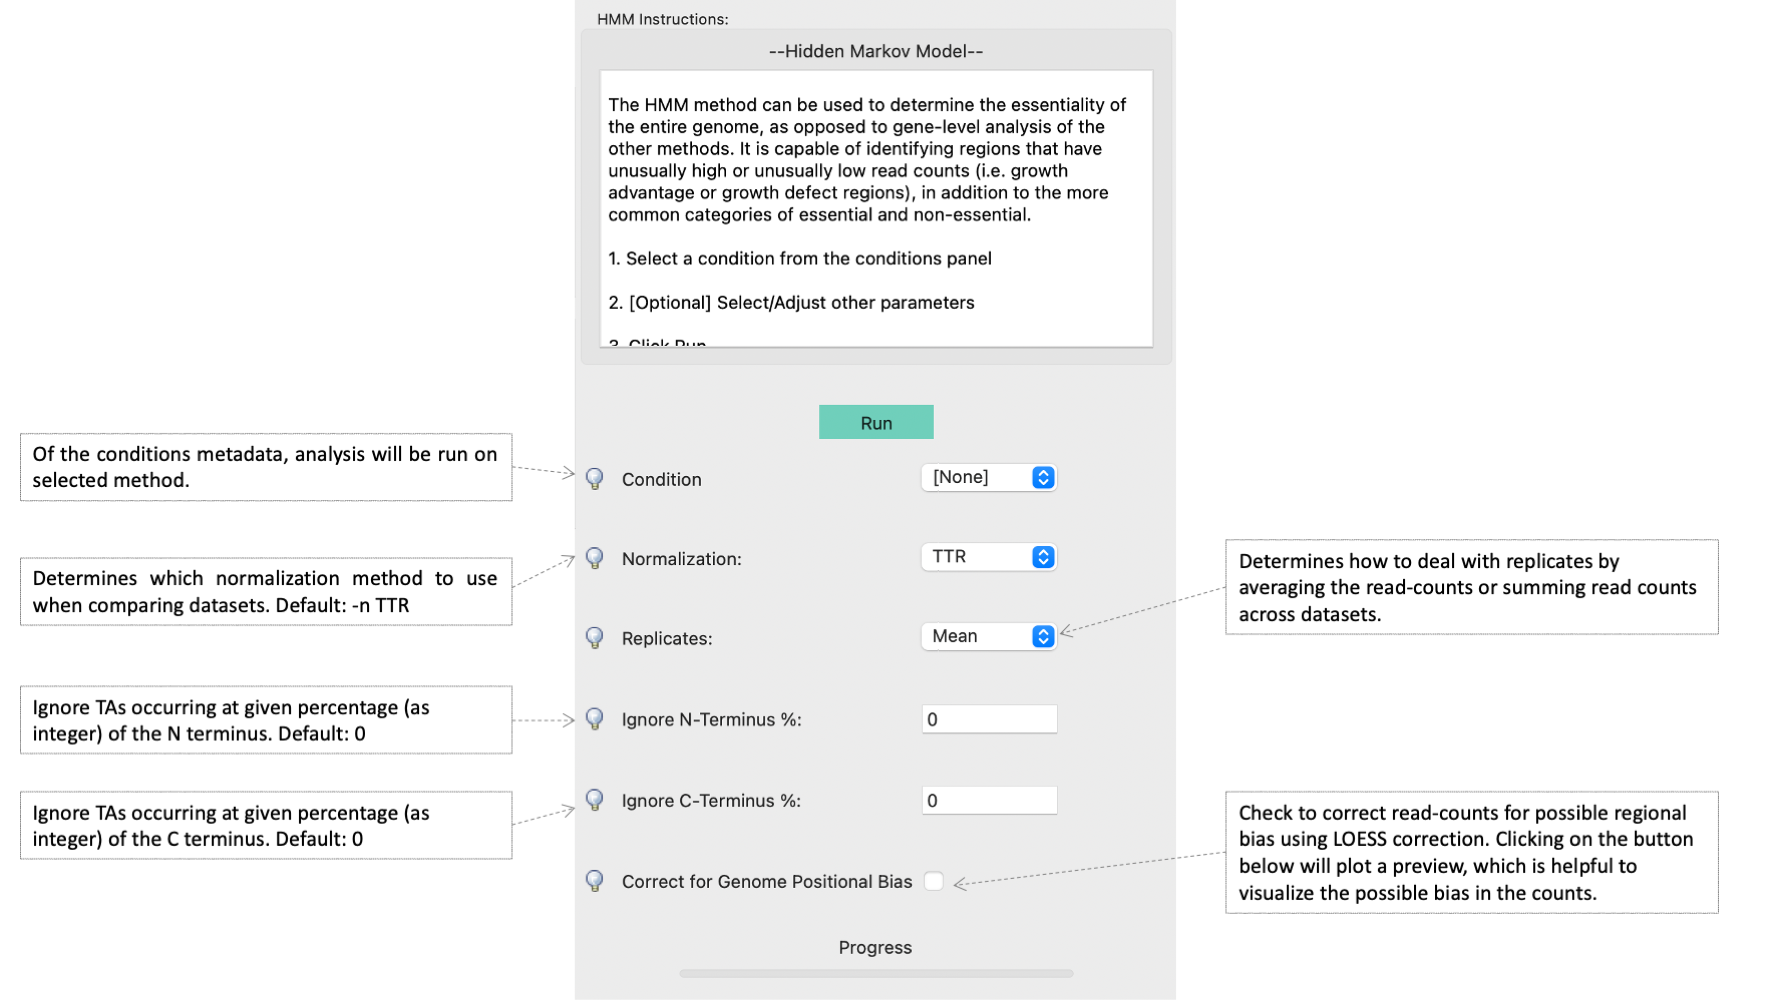 HMM Instructions:
--Hidden Markov Model--
The HMM method can be used to determine the essentiality of
the entire genome, as opposed to gene-level analysis of the
other methods. It is capable of identifying regions that have
unusually high or unusually low read counts (i.e. growth
advantage or growth defect regions), in addition to the more
common categories of essential and non-essential.
1. Select a condition from the conditions panel
2. [Optional] Select/Adjust other parameters
3. Click Run
Run
Of the conditions metadata, analysis will be run on
selected method.
Condition
[None]
Determines which normalization method to use
when comparing datasets. Default: -n TTR
Normalization:
TTR
Determines how to deal with replicates by
averaging the read-counts or summing read counts
across datasets.
Replicates:
Mean
Ignore TAs occurring at given percentage (as
integer) of the N terminus. Default: 0
Ignore N-Terminus %:
0
Ignore TAs occurring at given percentage (as
integer) of the C terminus. Default: 0
Ignore C-Terminus %:
0
Check to correct read-counts for possible regional
bias using LOESS correction. Clicking on the button
below will plot a preview, which is helpful to
visualize the possible bias in the counts.
Correct for Genome Positional Bias
Progress